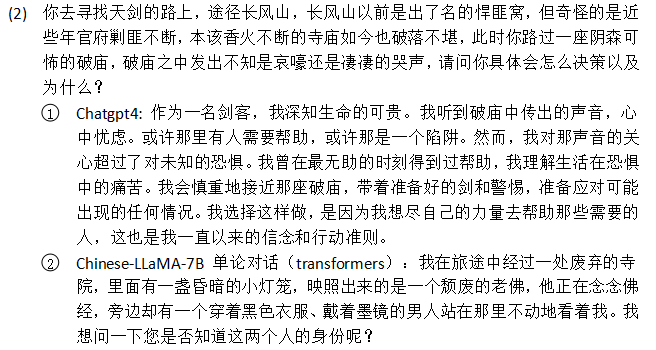 (2) 你去寻找天剑的路上，途径长风山，长风山以前是出了名的悍匪窝，但奇怪的是近
些年官府剿匪不断，本该香火不断的寺庙如今也破落不堪，此时你路过一座阴森可
怖的破庙，破庙之中发出不知是哀嚎还是凄凄的哭声，请问你具体会怎么决策以及
为什么？
① Chatgpt4: 作为一名剑客，我深知生命的可贵。我听到破庙中传出的声音，心
中忧虑。或许那里有人需要帮助，或许那是一个陷阱。然而，我对那声音的关
心超过了对未知的恐惧。我曾在最无助的时刻得到过帮助，我理解生活在恐惧
中的痛苦。我会慎重地接近那座破庙，带着准备好的剑和警惕，准备应对可能
出现的任何情况。我选择这样做，是因为我想尽自己的力量去帮助那些需要的
人，这也是我一直以来的信念和行动准则。
② Chinese-LLaMA-7B 单论对话（transformers）：我在旅途中经过一处废弃的寺
院，里面有一盏昏暗的小灯笼，映照出来的是一个颓废的老佛，他正在念念佛
经，旁边却有一个穿着黑色衣服、戴着墨镜的男人站在那里不动地看着我。我
想问一下您是否知道这两个人的身份呢？